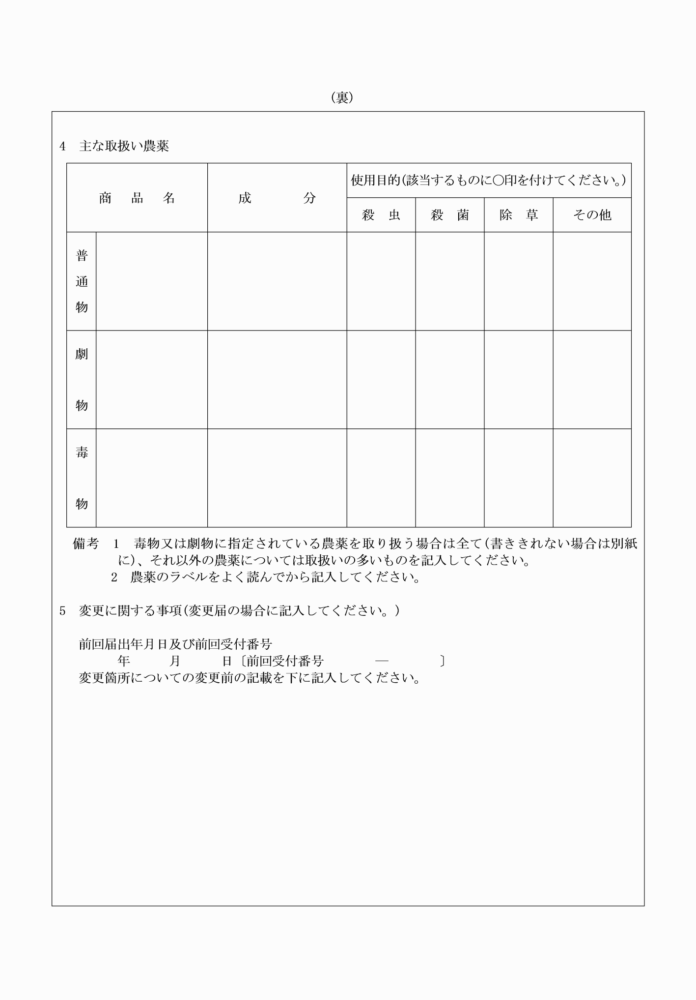 （裏）
4　主な取扱い農薬
商　品　名
成　　　　分
使用目的(該当するものに〇印を付けてください。)
殺　虫
殺　菌
除　草
その他
普通物
劇物
毒物
備考　1　毒物又は劇物に指定されている農薬を取り扱う場合は全て(書ききれない場合は別紙
に)、それ以外の農薬については取扱いの多いものを記入してください。
2　農薬のラベルをよく読んでから記入してください。
5　変更に関する事項(変更届の場合に記入してください。)
前回届出年月日及び前回受付番号
年　　　月　　　日〔前回受付番号　　　　―　　　　〕
変更箇所についての変更前の記載を下に記入してください。